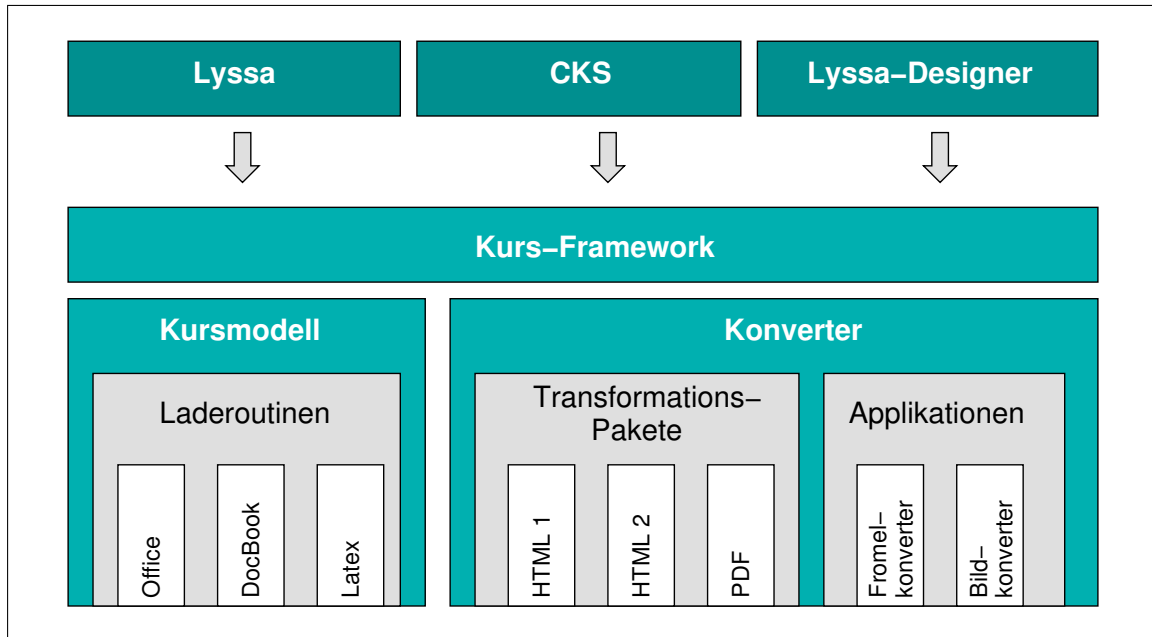 Lyssa
CKS
Lyssa−Designer
Kurs−Framework
Kursmodell
Konverter
Laderoutinen
Transformations−
Pakete
Applikationen
Office
DocBook
Latex
HTML 1
HTML 2
PDF
Fromel−
konverter
Bild−
konverter